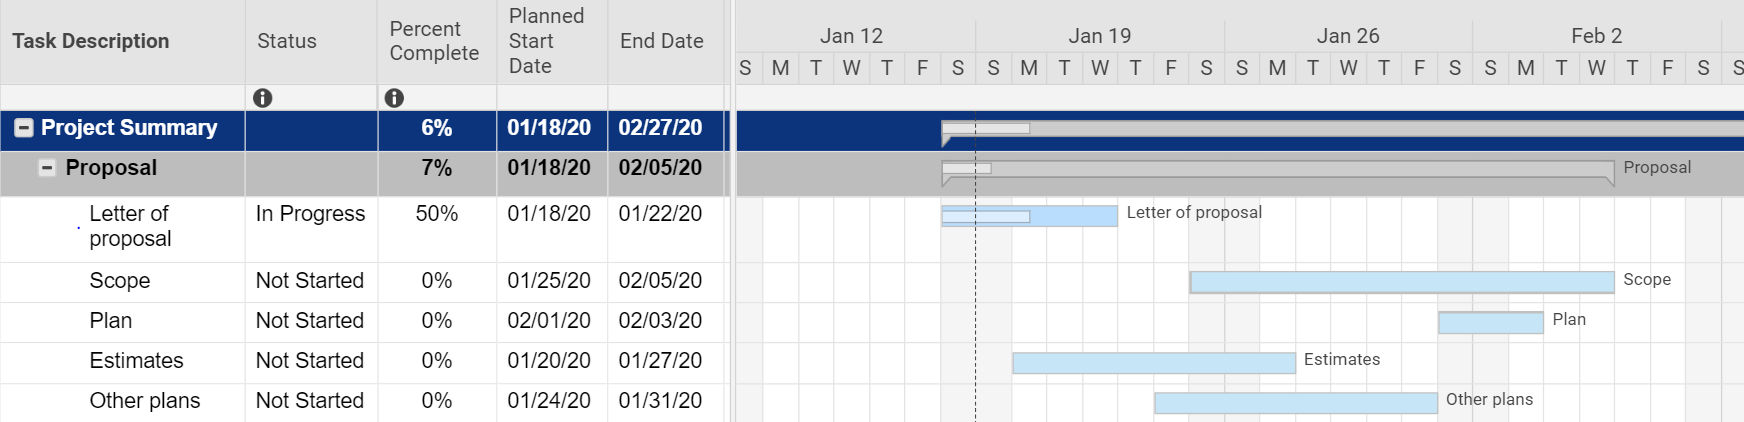 Task Description Status Percent Complete Planned Start Date End Date
Jan 12 Jan 19 Jan 26 Feb 2
S M T W T F S S M T W T F S S M T W T F S S M T W T F S S
Project Summary 6% 01/18/20 02/27/20
Proposal 7% 01/18/20 02/05/20 Proposal
Letter of proposal In Progress 50% 01/18/20 01/22/20 Letter of proposal
Scope Not Started 0% 01/25/20 02/05/20 Scope
Plan Not Started 0% 02/01/20 02/03/20 Plan
Estimates Not Started 0% 01/20/20 01/27/20 Estimates
Other plans Not Started 0% 01/24/20 01/31/20 Other plans